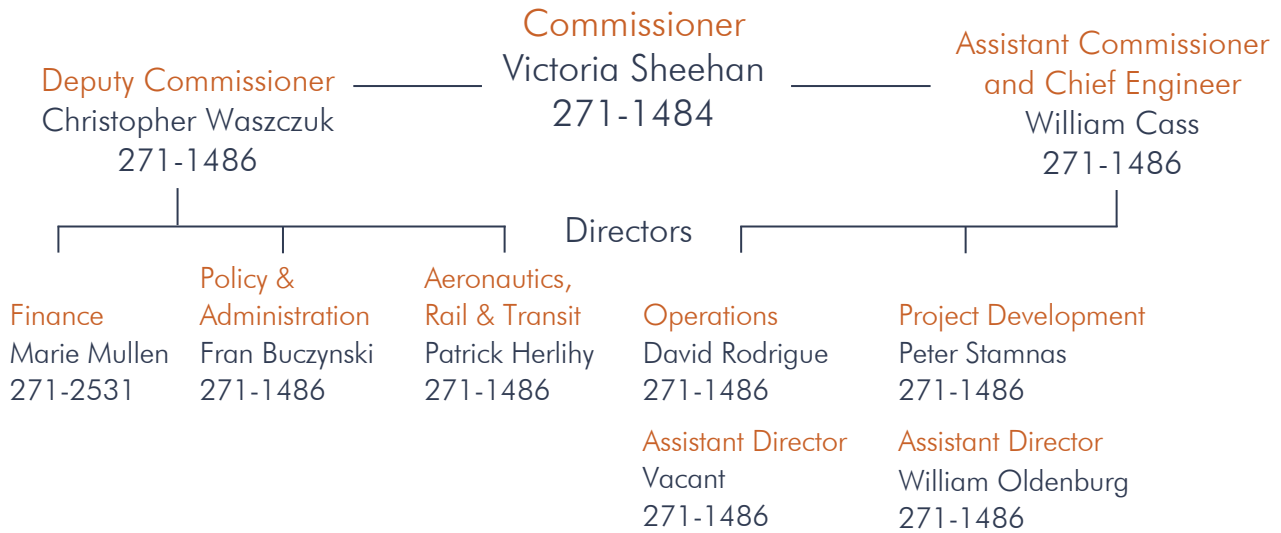 Commissioner
Victoria Sheehan
271-1484
Deputy Commissioner
Christopher Waszczuk
271-1486
Assistant Commissioner
and Chief Engineer
William Cass
271-1486
Directors
Finance
Marie Mullen
271-2531
Policy &
Administration
Fran Buczynski
271-1486
Aeronautics,
Rail & Transit
Patrick Herlihy
271-1486
Operations
David Rodrigue
271-1486
Assistant Director
Vacant
271-1486
Project Development
Peter Stamnas
271-1486
Assistant Director
William Oldenburg
271-1486